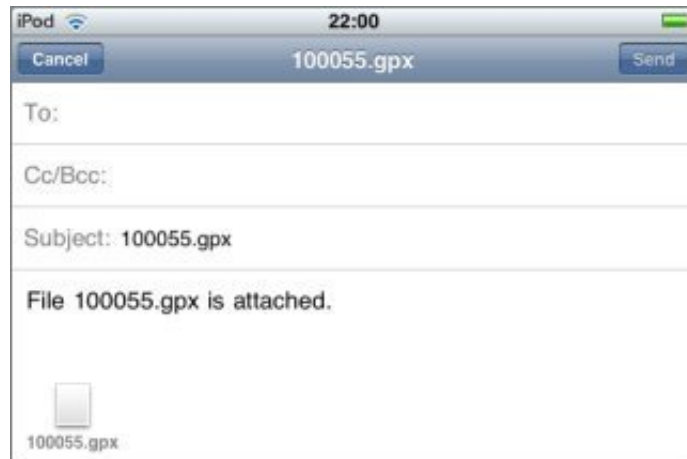 iPod 22:00
Cancel 100055.gpx Send
To:
Cc/Bcc:
Subject: 100055.gpx
File 100055.gpx is attached.
100055.gpx